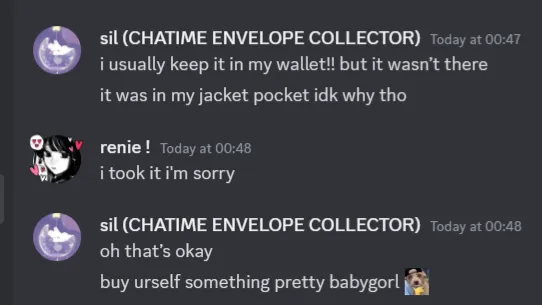 sil (CHATIME ENVELOPE COLLECTOR) Today at 00:47
i usually keep it in my wallet!! but it wasn't there
it was in my jacket pocket idk why tho
renie ! Today at 00:48
i took it i'm sorry
sil (CHATIME ENVELOPE COLLECTOR) Today at 00:48
oh that's okay
buy urself something pretty babygorl